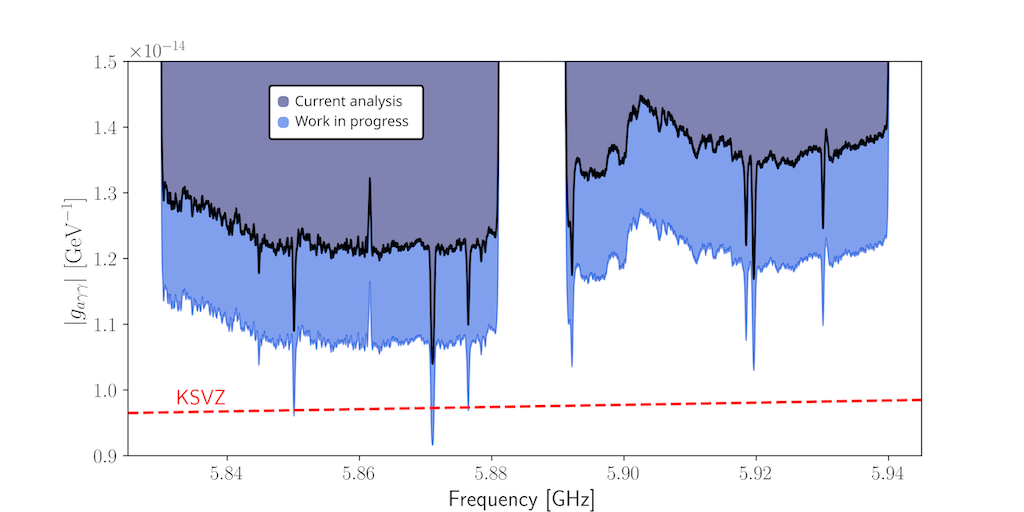 ×10⁻¹⁴
1.5
1.4
1.3
1.2
1.1
1.0
0.9
|gₐᵧᵧ| [GeV⁻¹]
Current analysis
Work in progress
KSVZ
5.84 5.86 5.88 5.90 5.92 5.94
Frequency [GHz]